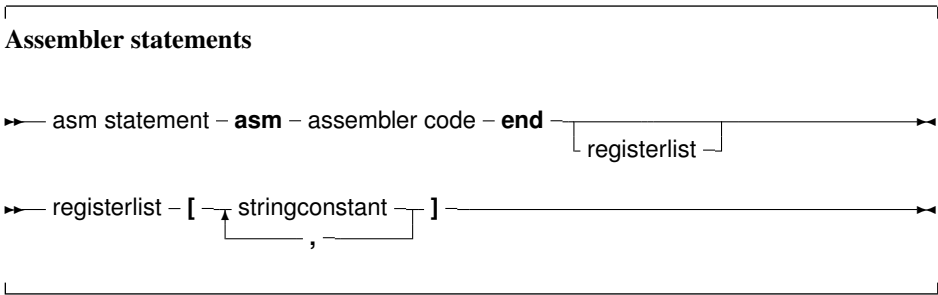 Assembler statements
asm statement asm assembler code end
registerlist
registerlist [ stringconstant ]
,